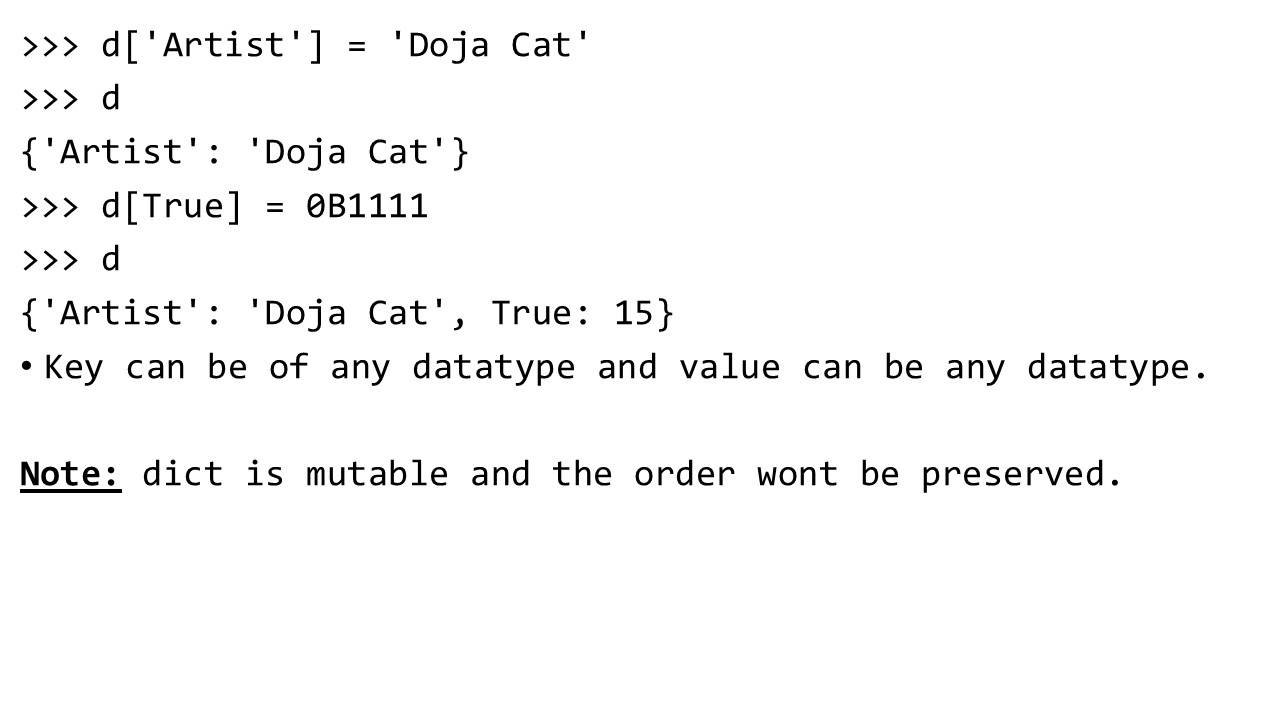 >>> d['Artist'] = 'Doja Cat'
>>> d
{'Artist': 'Doja Cat'}
>>> d[True] = 0B1111
>>> d
{'Artist': 'Doja Cat', True: 15}
• Key can be of any datatype and value can be any datatype.
Note: dict is mutable and the order wont be preserved.